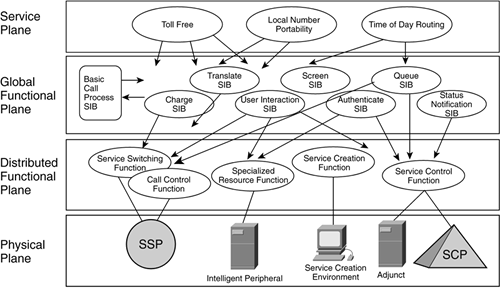 Service
Plane
Toll Free
Local Number
Portability
Time of Day Routing
Global
Functional
Plane
Basic
Call
Process
SIB
Translate
SIB
Screen
SIB
Queue
SIB
Charge
SIB
User Interaction
SIB
Authenticate
SIB
Status
Notification
SIB
Distributed
Functional
Plane
Service Switching
Function
Call Control
Function
Specialized
Resource Function
Service Creation
Function
Service Control
Function
Physical
Plane
SSP
Intelligent Peripheral
Service Creation
Environment
Adjunct
SCP